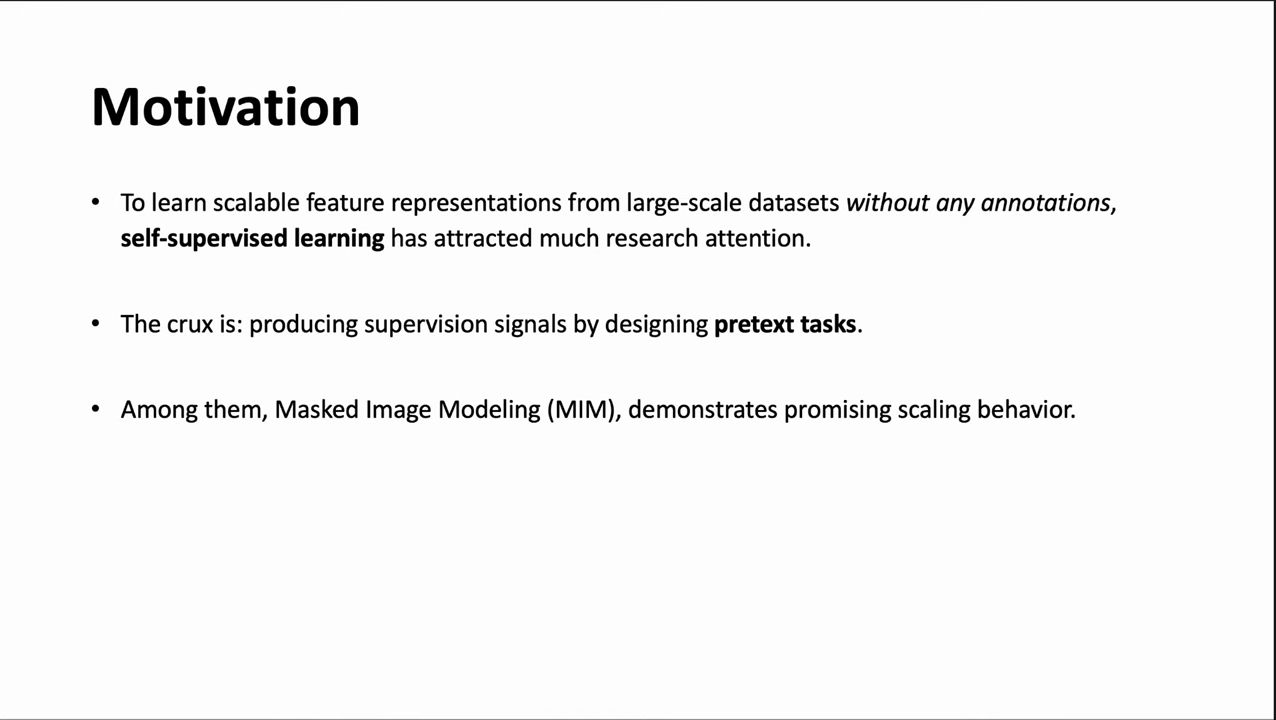 Motivation
• To learn scalable feature representations from large-scale datasets without any annotations,
self-supervised learning has attracted much research attention.
• The crux is: producing supervision signals by designing pretext tasks.
• Among them, Masked Image Modeling (MIM), demonstrates promising scaling behavior.